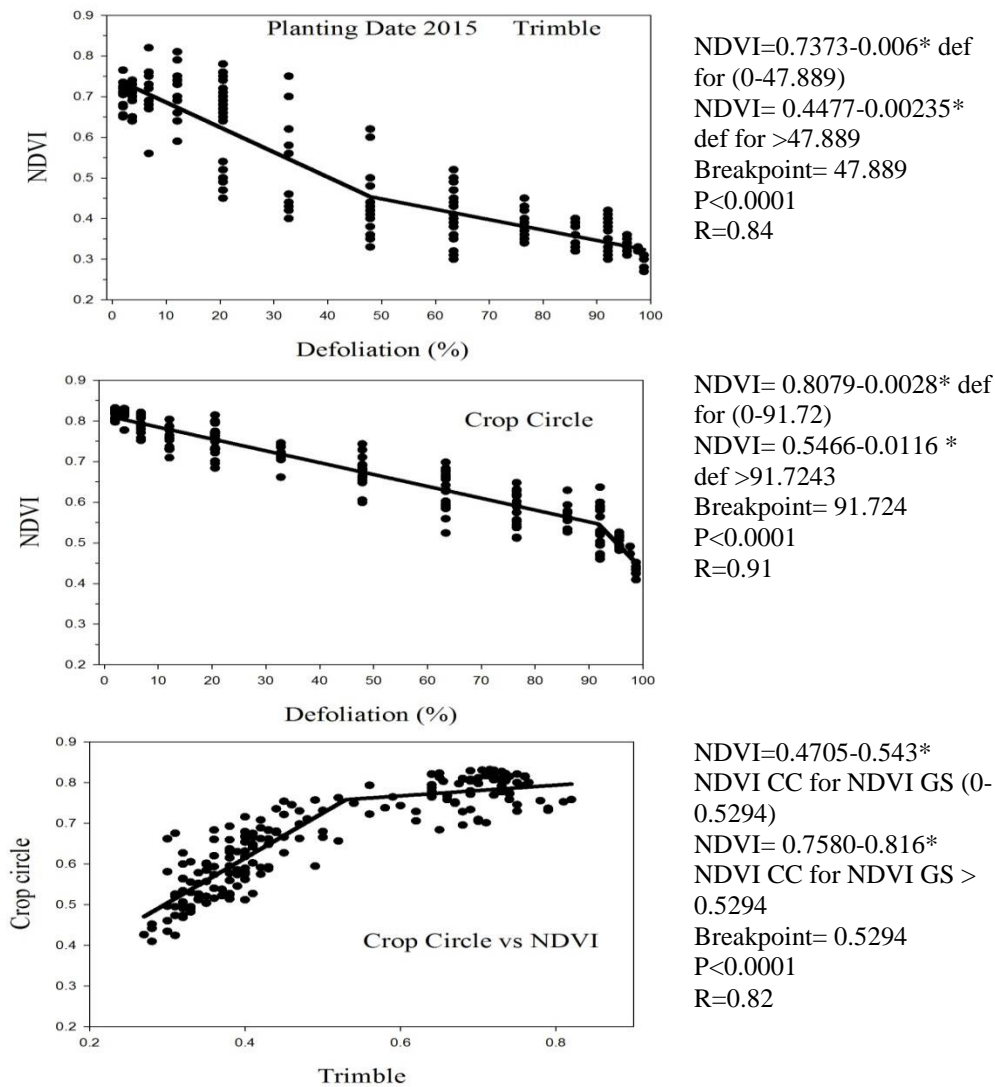 Planting Date 2015 Trimble
NDVI
0.9
0.8
0.7
0.6
0.5
0.4
0.3
0.2
0 10 20 30 40 50 60 70 80 90 100
Defoliation (%)
NDVI=0.7373-0.006* def
for (0-47.889)
NDVI= 0.4477-0.00235*
def for >47.889
Breakpoint= 47.889
P<0.0001
R=0.84
Crop Circle
NDVI
0.9
0.8
0.7
0.6
0.5
0.4
0.3
0.2
0 10 20 30 40 50 60 70 80 90 100
Defoliation (%)
NDVI= 0.8079-0.0028* def
for (0-91.72)
NDVI= 0.5466-0.0116 *
def >91.7243
Breakpoint= 91.724
P<0.0001
R=0.91
Crop circle
0.9
0.8
0.7
0.6
0.5
0.4
0.3
0.2
Crop Circle vs NDVI
0.2 0.4 0.6 0.8
Trimble
NDVI=0.4705-0.543*
NDVI CC for NDVI GS (0-
0.5294)
NDVI= 0.7580-0.816*
NDVI CC for NDVI GS >
0.5294
Breakpoint= 0.5294
P<0.0001
R=0.82